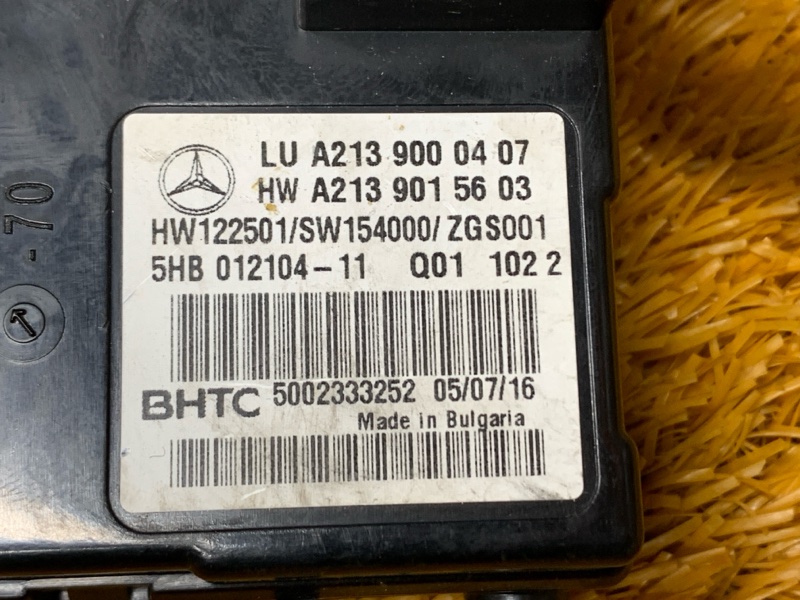 LU A213 900 04 07
HW A213 901 56 03
HW122501/SW154000/ZGS001
5HB 012104-11 Q01 102 2
BHTC 5002333252 05/07/16
Made in Bulgaria
-70